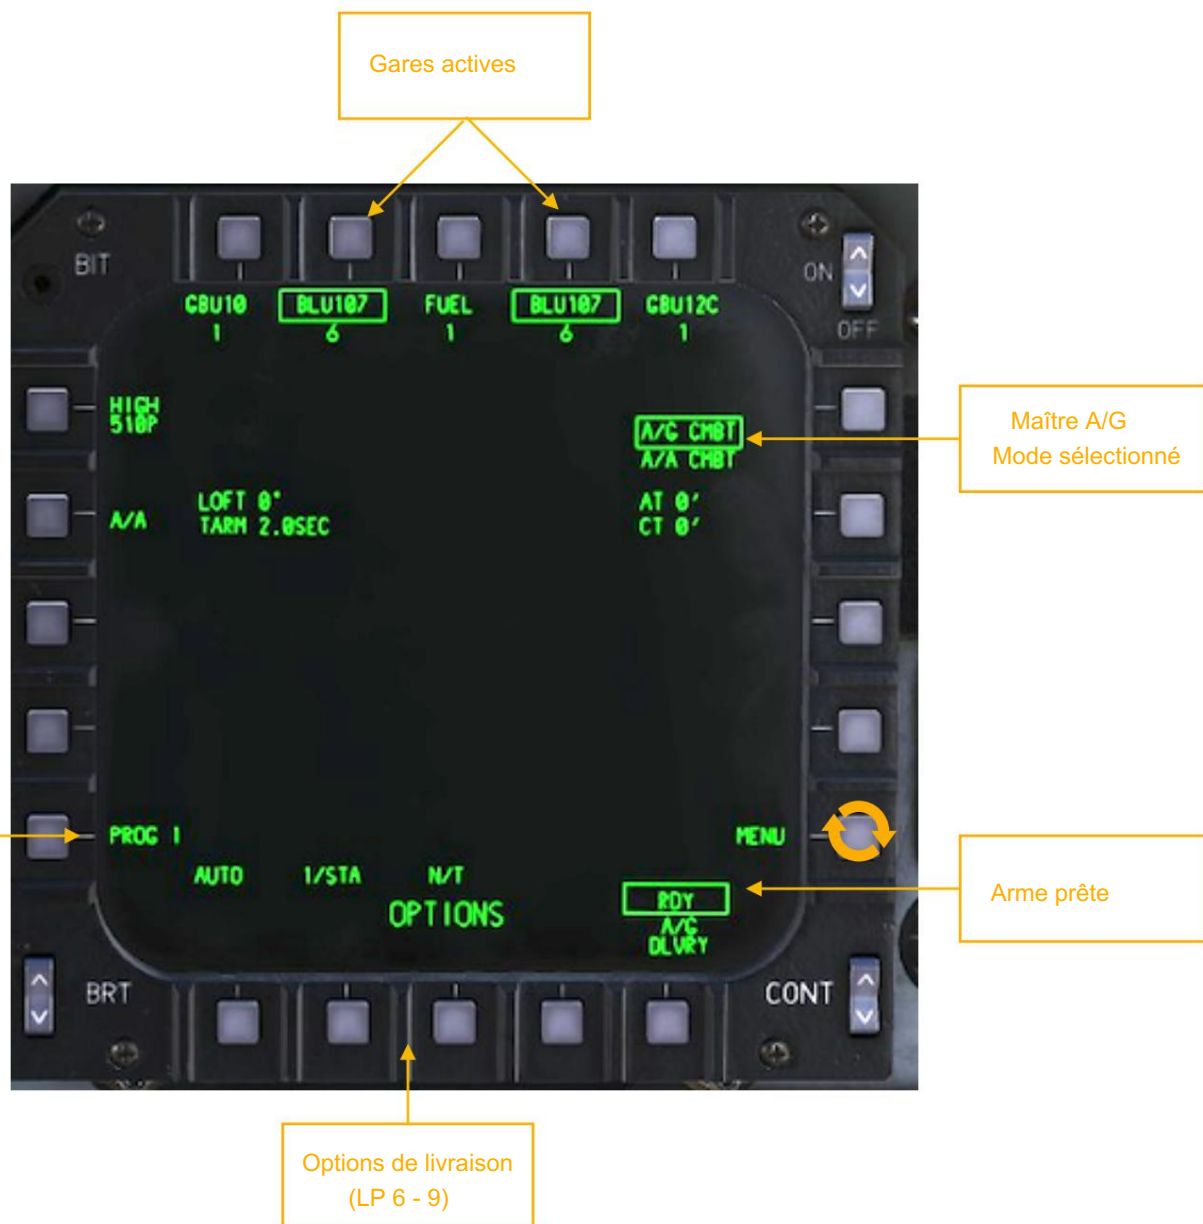 Gares actives
BIT
ON
OFF
GBU10
1
BLU107
6
FUEL
1
BLU107
6
GBU12C
1
HIGH
510P
A/G CMBT
A/A CMBT
Maître A/G
Mode sélectionné
A/A
LOFT 0°
TARM 2.0SEC
AT 0'
CT 0'
PROG 1
MENU
AUTO
1/STA
N/T
OPTIONS
RDY
A/G
DLVRY
Arme prête
BRT
CONT
Options de livraison
(LP 6 - 9)